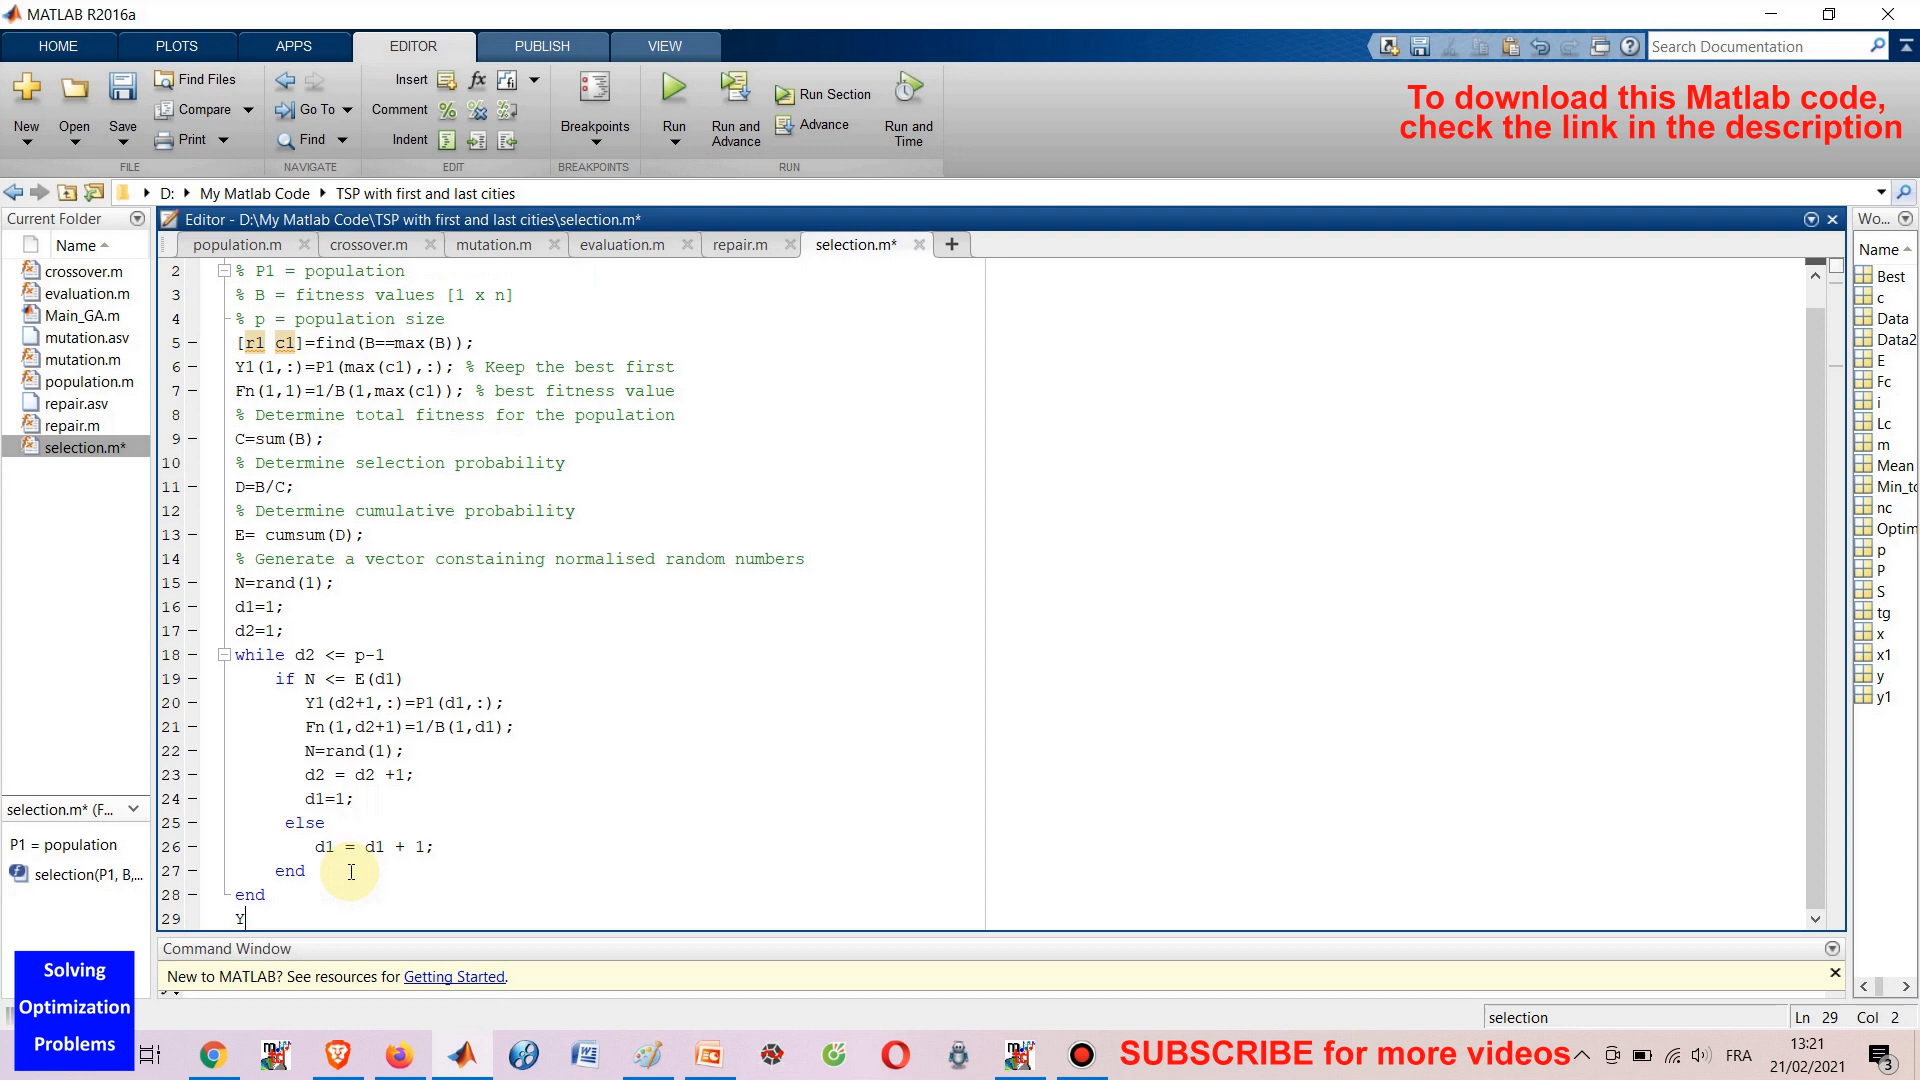 MATLAB R2016a
HOME PLOTS APPS EDITOR PUBLISH VIEW
Search Documentation
New Open Save
Find Files
Compare
Print
FILE
Go To
Find
NAVIGATE
Insert
Comment
Indent
EDIT
Breakpoints
BREAKPOINTS
Run
Run and Advance
Run Section
Advance
Run and Time
RUN
To download this Matlab code,
check the link in the description
D: My Matlab Code TSP with first and last cities
Current Folder
Name
crossover.m
evaluation.m
Main_GA.m
mutation.asv
mutation.m
population.m
repair.asv
repair.m
selection.m*
selection.m* (F...
P1 = population
selection(P1, B,...
Editor - D:\My Matlab Code\TSP with first and last cities\selection.m*
population.m crossover.m mutation.m evaluation.m repair.m selection.m*
2 % P1 = population
3 % B = fitness values [1 x n]
4 % p = population size
5 [r1 c1]=find(B==max(B));
6 Y1(1,:)=P1(max(c1),:); % Keep the best first
7 Fn(1,1)=1/B(1,max(c1)); % best fitness value
8 % Determine total fitness for the population
9 C=sum(B);
10 % Determine selection probability
11 D=B/C;
12 % Determine cumulative probability
13 E= cumsum(D);
14 % Generate a vector constaining normalised random numbers
15 N=rand(1);
16 d1=1;
17 d2=1;
18 while d2 <= p-1
19 if N <= E(d1)
20 Y1(d2+1,:)=P1(d1,:);
21 Fn(1,d2+1)=1/B(1,d1);
22 N=rand(1);
23 d2 = d2 +1;
24 d1=1;
25 else
26 d1 = d1 + 1;
27 end
28 end
29 Y
Wo...
Name
Best
c
Data
Data2
E
Fc
i
Lc
m
Mean
Min_tc
nc
Optim
p
P
S
tg
x
x1
y
y1
Command Window
New to MATLAB? See resources for Getting Started.
selection
Ln 29 Col 2
Solving
Optimization
Problems
SUBSCRIBE for more videos
FRA
13:21
21/02/2021
3